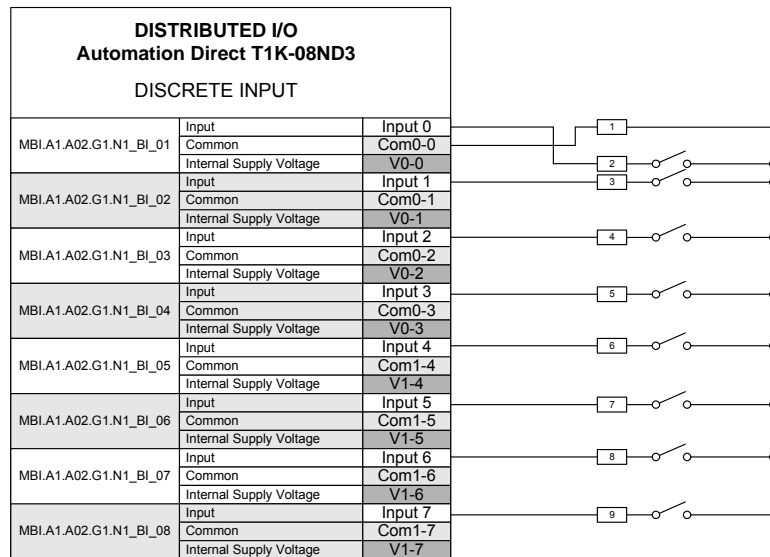 DISTRIBUTED I/O
Automation Direct T1K-08ND3
DISCRETE INPUT
MBI.A1.A02.G1.N1_BI_01
Input Input 0
Common Com0-0
Internal Supply Voltage V0-0
MBI.A1.A02.G1.N1_BI_02
Input Input 1
Common Com0-1
Internal Supply Voltage V0-1
MBI.A1.A02.G1.N1_BI_03
Input Input 2
Common Com0-2
Internal Supply Voltage V0-2
MBI.A1.A02.G1.N1_BI_04
Input Input 3
Common Com0-3
Internal Supply Voltage V0-3
MBI.A1.A02.G1.N1_BI_05
Input Input 4
Common Com1-4
Internal Supply Voltage V1-4
MBI.A1.A02.G1.N1_BI_06
Input Input 5
Common Com1-5
Internal Supply Voltage V1-5
MBI.A1.A02.G1.N1_BI_07
Input Input 6
Common Com1-6
Internal Supply Voltage V1-6
MBI.A1.A02.G1.N1_BI_08
Input Input 7
Common Com1-7
Internal Supply Voltage V1-7
1
2
3
4
5
6
7
8
9